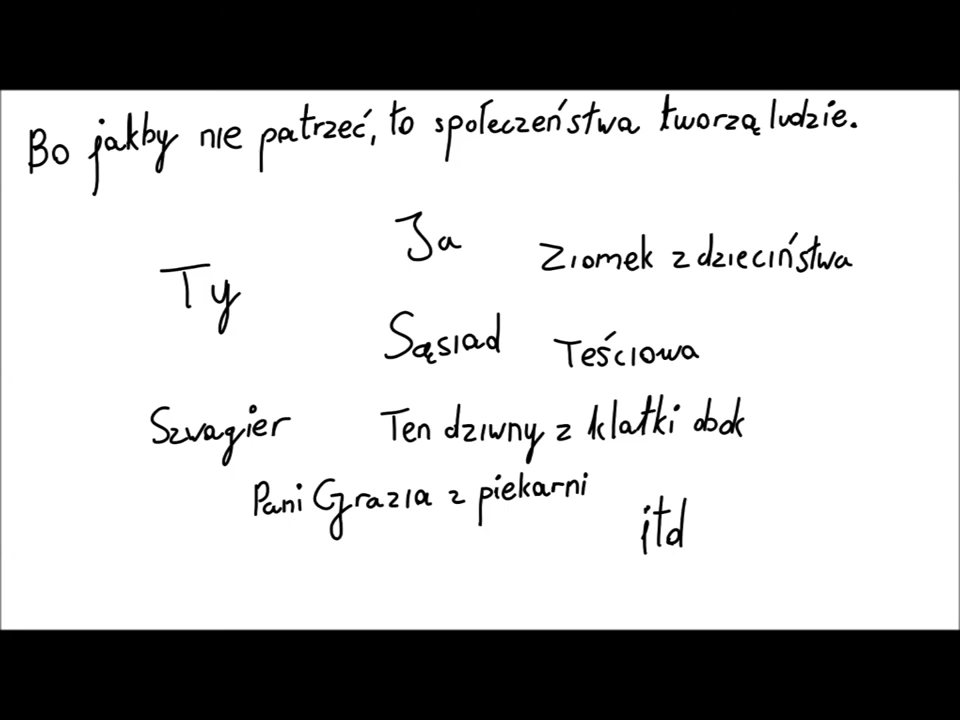 Bo jakby nie patrzeć, to społeczeństwa tworzą ludzie.
Ja
Ziomek z dzieciństwa
Ty
Sąsiad
Teściowa
Szwagier
Ten dziwny z klatki obok
Pani Grazia z piekarni
itd